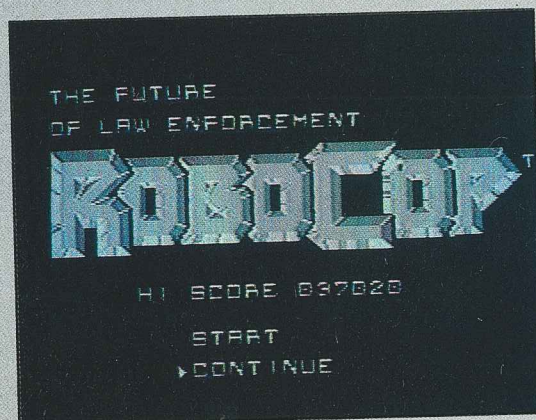 THE FUTURE
OF LAW ENFORCEMENT
ROBOCOP T
HI SCORE 037020
START
CONTINUE